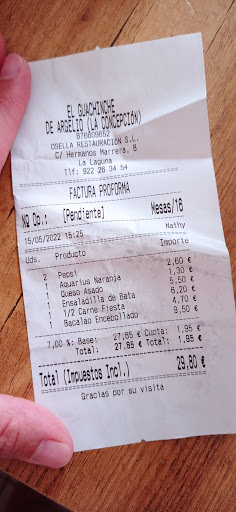 EL GUACHINCHE
DE ARGELIO (LA CONCEPCIÓN)
B76809652
OSELLA RESTAURACIÓN S.L.
C/ Hermanos Marrera, 8
La Laguna
Tlf: 922 26 34 54
FACTURA PROFORMA
Nº Op.: [Pendiente] Mesas/16
15/05/2022 15:25 Nathy
Uds. Producto Importe
2 Pepsi 2,60 €
1 Aquarius Naranja 1,30 €
1 Queso Asado 5,50 €
1 Ensaladilla de Bata 6,20 €
1 1/2 Carne Fiesta 4,70 €
1 Bacalao Encebollado 9,50 €
7,00 %: Base: 27,85 € Cuota: 1,95 €
Total: 27,85 € Total: 1,95 €
Total (Impuestos Incl.) 29,80 €
Gracias por su visita